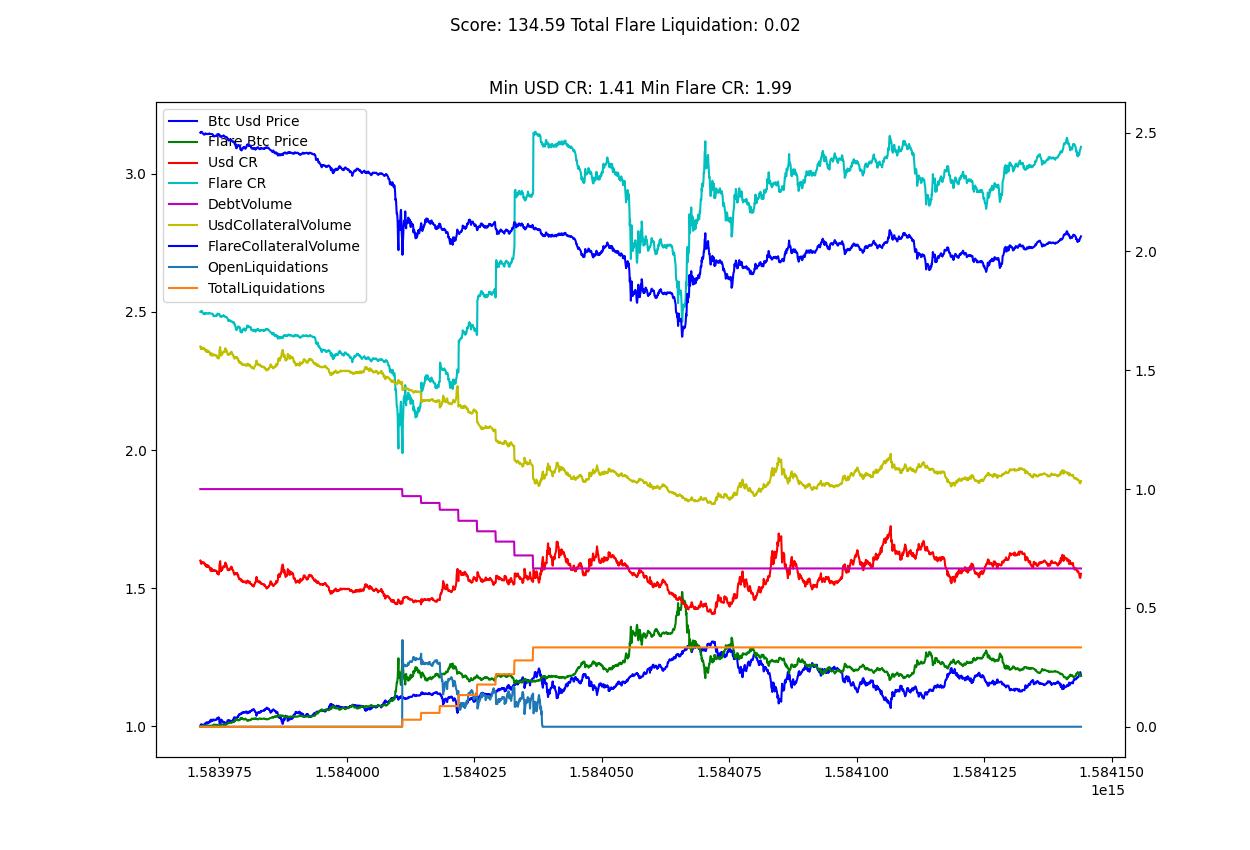 Score: 134.59 Total Flare Liquidation: 0.02
Min USD CR: 1.41 Min Flare CR: 1.99
Btc Usd Price
Flare Btc Price
Usd CR
Flare CR
DebtVolume
UsdCollateralVolume
FlareCollateralVolume
OpenLiquidations
TotalLiquidations
3.0
2.5
2.0
1.5
1.0
2.5
2.0
1.5
1.0
0.5
0.0
1.583975 1.584000 1.584025 1.584050 1.584075 1.584100 1.584125 1.584150
1e15